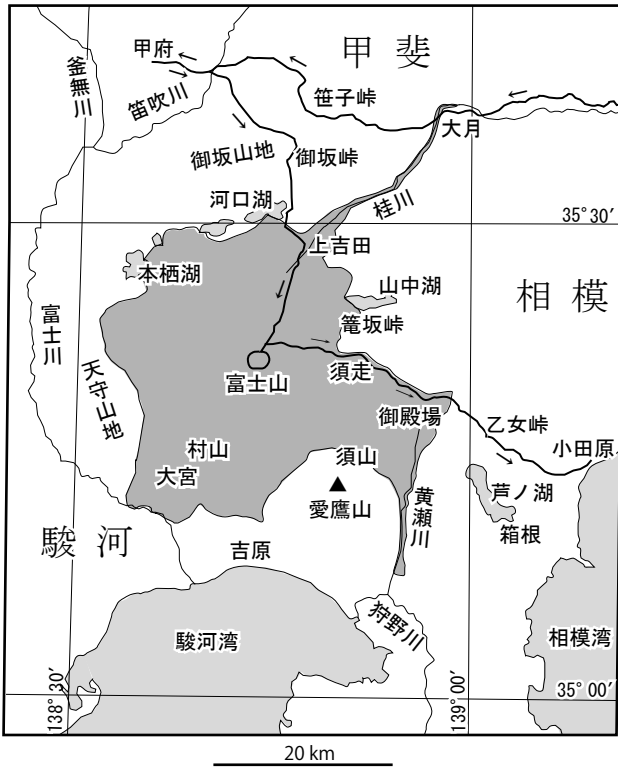 甲斐
甲府
釜無川
笛吹川
笹子峠
大月
御坂山地
御坂峠
桂川
河口湖
35°30′
上吉田
本栖湖
山中湖
相模
富士川
籠坂峠
天守山地
富士山
須走
御殿場
乙女峠
小田原
村山
須山
大宮
愛鷹山
黄瀬川
芦ノ湖
箱根
駿河
吉原
狩野川
駿河湾
相模湾
138°30′
139°00′
35°00′
20 km